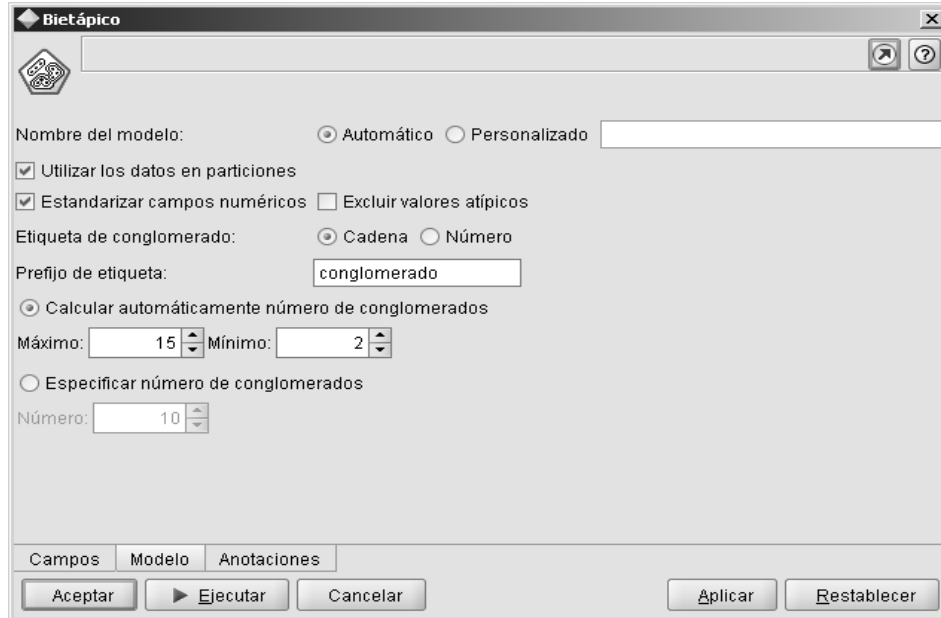 Bietápico
Nombre del modelo: Automático Personalizado
Utilizar los datos en particiones
Estandarizar campos numéricos Excluir valores atípicos
Etiqueta de conglomerado: Cadena Número
Prefijo de etiqueta: conglomerado
Calcular automáticamente número de conglomerados
Máximo: 15 Mínimo: 2
Especificar número de conglomerados
Número: 10
Campos Modelo Anotaciones
Aceptar Ejecutar Cancelar Aplicar Restablecer